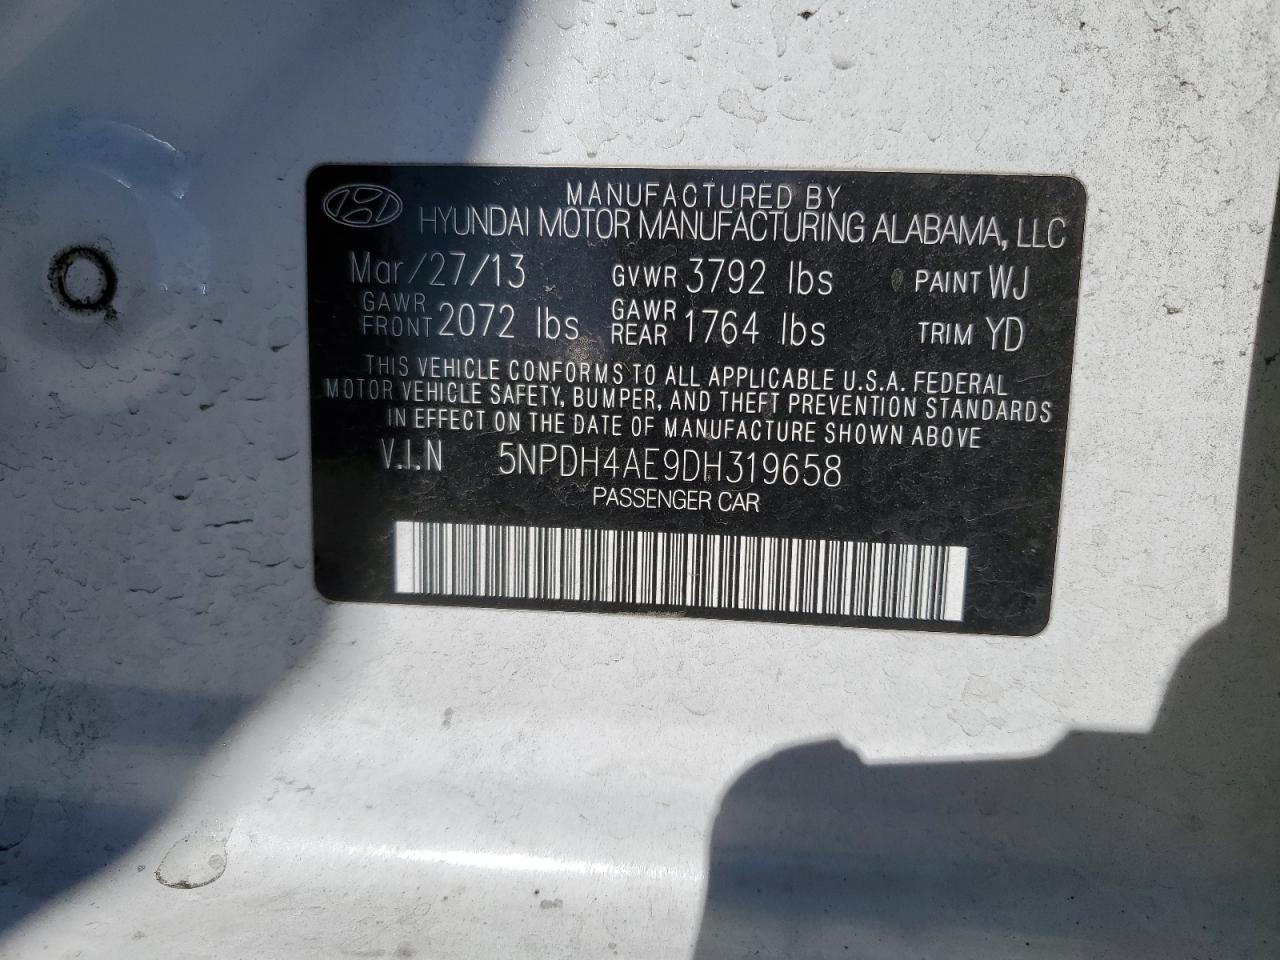 MANUFACTURED BY
HYUNDAI MOTOR MANUFACTURING ALABAMA, LLC
Mar/27/13 GVWR 3792 lbs PAINT WJ
GAWR FRONT 2072 lbs GAWR REAR 1764 lbs TRIM YD
THIS VEHICLE CONFORMS TO ALL APPLICABLE U.S.A. FEDERAL
MOTOR VEHICLE SAFETY, BUMPER, AND THEFT PREVENTION STANDARDS
IN EFFECT ON THE DATE OF MANUFACTURE SHOWN ABOVE
V.I.N 5NPDH4AE9DH319658
PASSENGER CAR